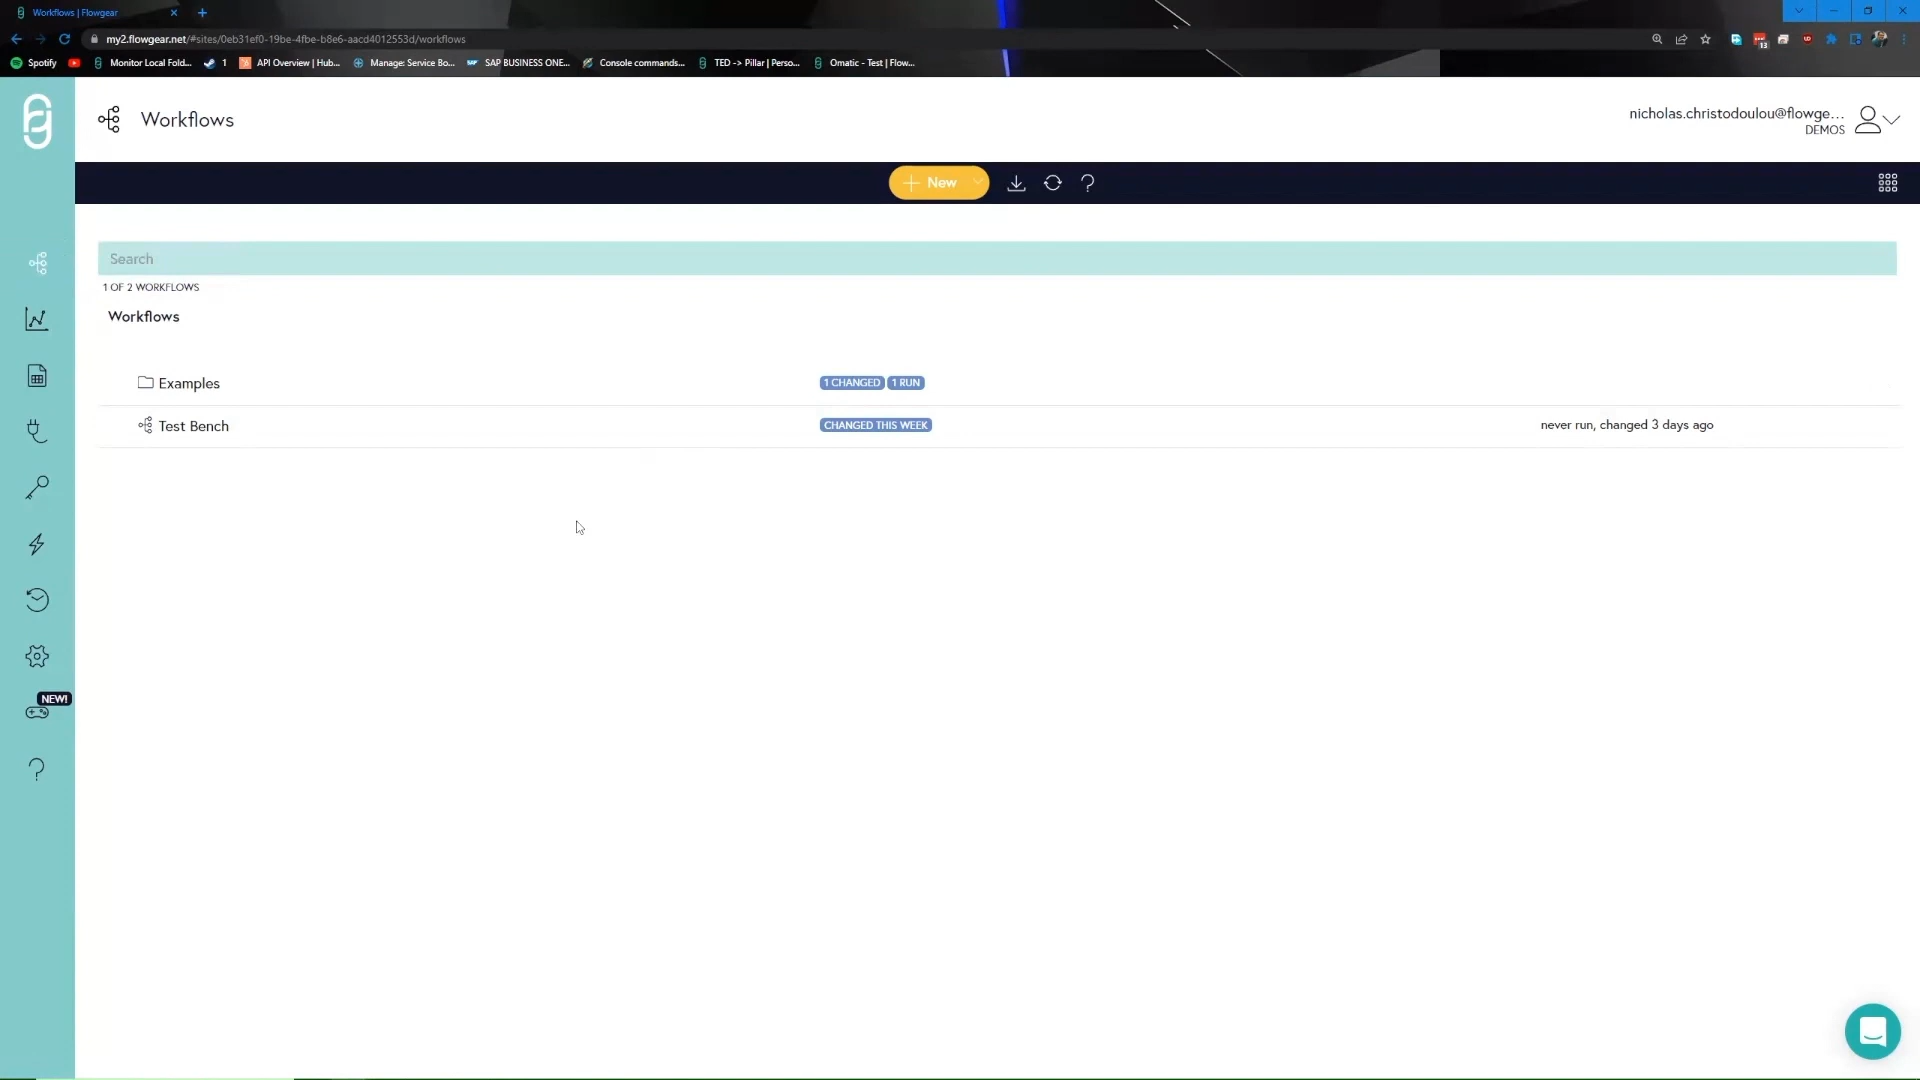 Workflows | Flowgear
my2.flowgear.net/#sites/0eb31ef0-19be-4fbe-b8e6-aacd4012553d/workflows
13
Spotify
Monitor Local Fold...
1
API Overview | Hub...
Manage: Service Bo...
SAP BUSINESS ONE...
Console commands...
TED -> Pillar | Perso...
Omatic - Test | Flow...
Workflows
nicholas.christodoulou@flowge...
DEMOS
New
Search
1 OF 2 WORKFLOWS
Workflows
Examples
1 CHANGED
1 RUN
Test Bench
CHANGED THIS WEEK
never run, changed 3 days ago
NEW!